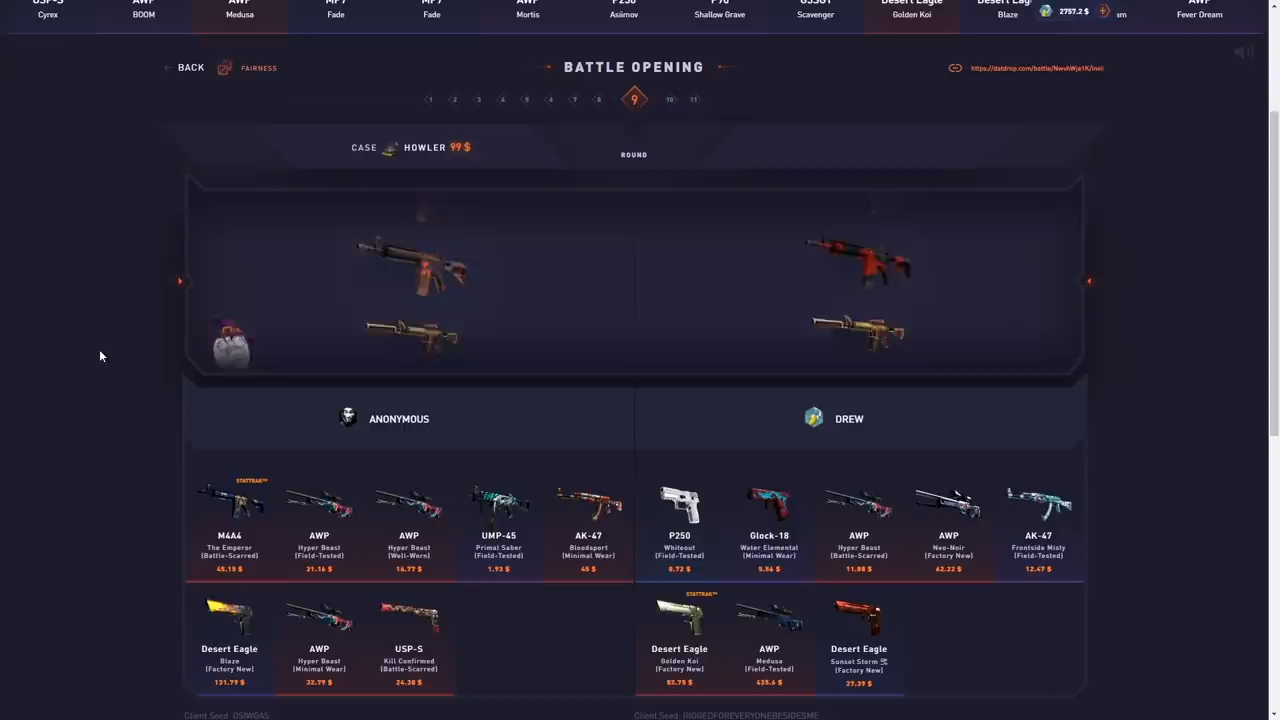 USP-S AWP AWP MP7 MP7 AWP P250 P90 G3SG1 Desert Eagle Desert Eag AWP
Cyrex BOOM Medusa Fade Fade Mortis Asiimov Shallow Grave Scavenger Golden Koi Blaze 2757.2 $ am Fever Dream
BACK FAIRNESS BATTLE OPENING https://datdrop.com/battle/NwvhWje1K/invi
1 2 3 4 5 6 7 8 9 10 11
CASE HOWLER 99 $
ROUND
ANONYMOUS DREW
STATTRAK™
M4A4 AWP AWP UMP-45 AK-47 P250 Glock-18 AWP AWP AK-47
The Emperor Hyper Beast Hyper Beast Primal Saber Bloodsport Whiteout Water Elemental Hyper Beast Neo-Noir Frontside Misty
(Battle-Scarred) (Field-Tested) (Well-Worn) (Field-Tested) (Minimal Wear) (Field-Tested) (Minimal Wear) (Battle-Scarred) (Factory New) (Field-Tested)
45.15 $ 21.16 $ 16.77 $ 1.93 $ 45 $ 0.72 $ 5.56 $ 11.88 $ 62.22 $ 12.47 $
STATTRAK™
Desert Eagle AWP USP-S Desert Eagle AWP Desert Eagle
Blaze Hyper Beast Kill Confirmed Golden Koi Medusa Sunset Storm 弐
(Factory New) (Minimal Wear) (Battle-Scarred) (Factory New) (Field-Tested) (Factory New)
131.79 $ 32.79 $ 24.38 $ 82.75 $ 435.6 $ 27.39 $
Client Seed: OSIWGAS Client Seed: RIGGEDFOREVERYONEBESIDESME